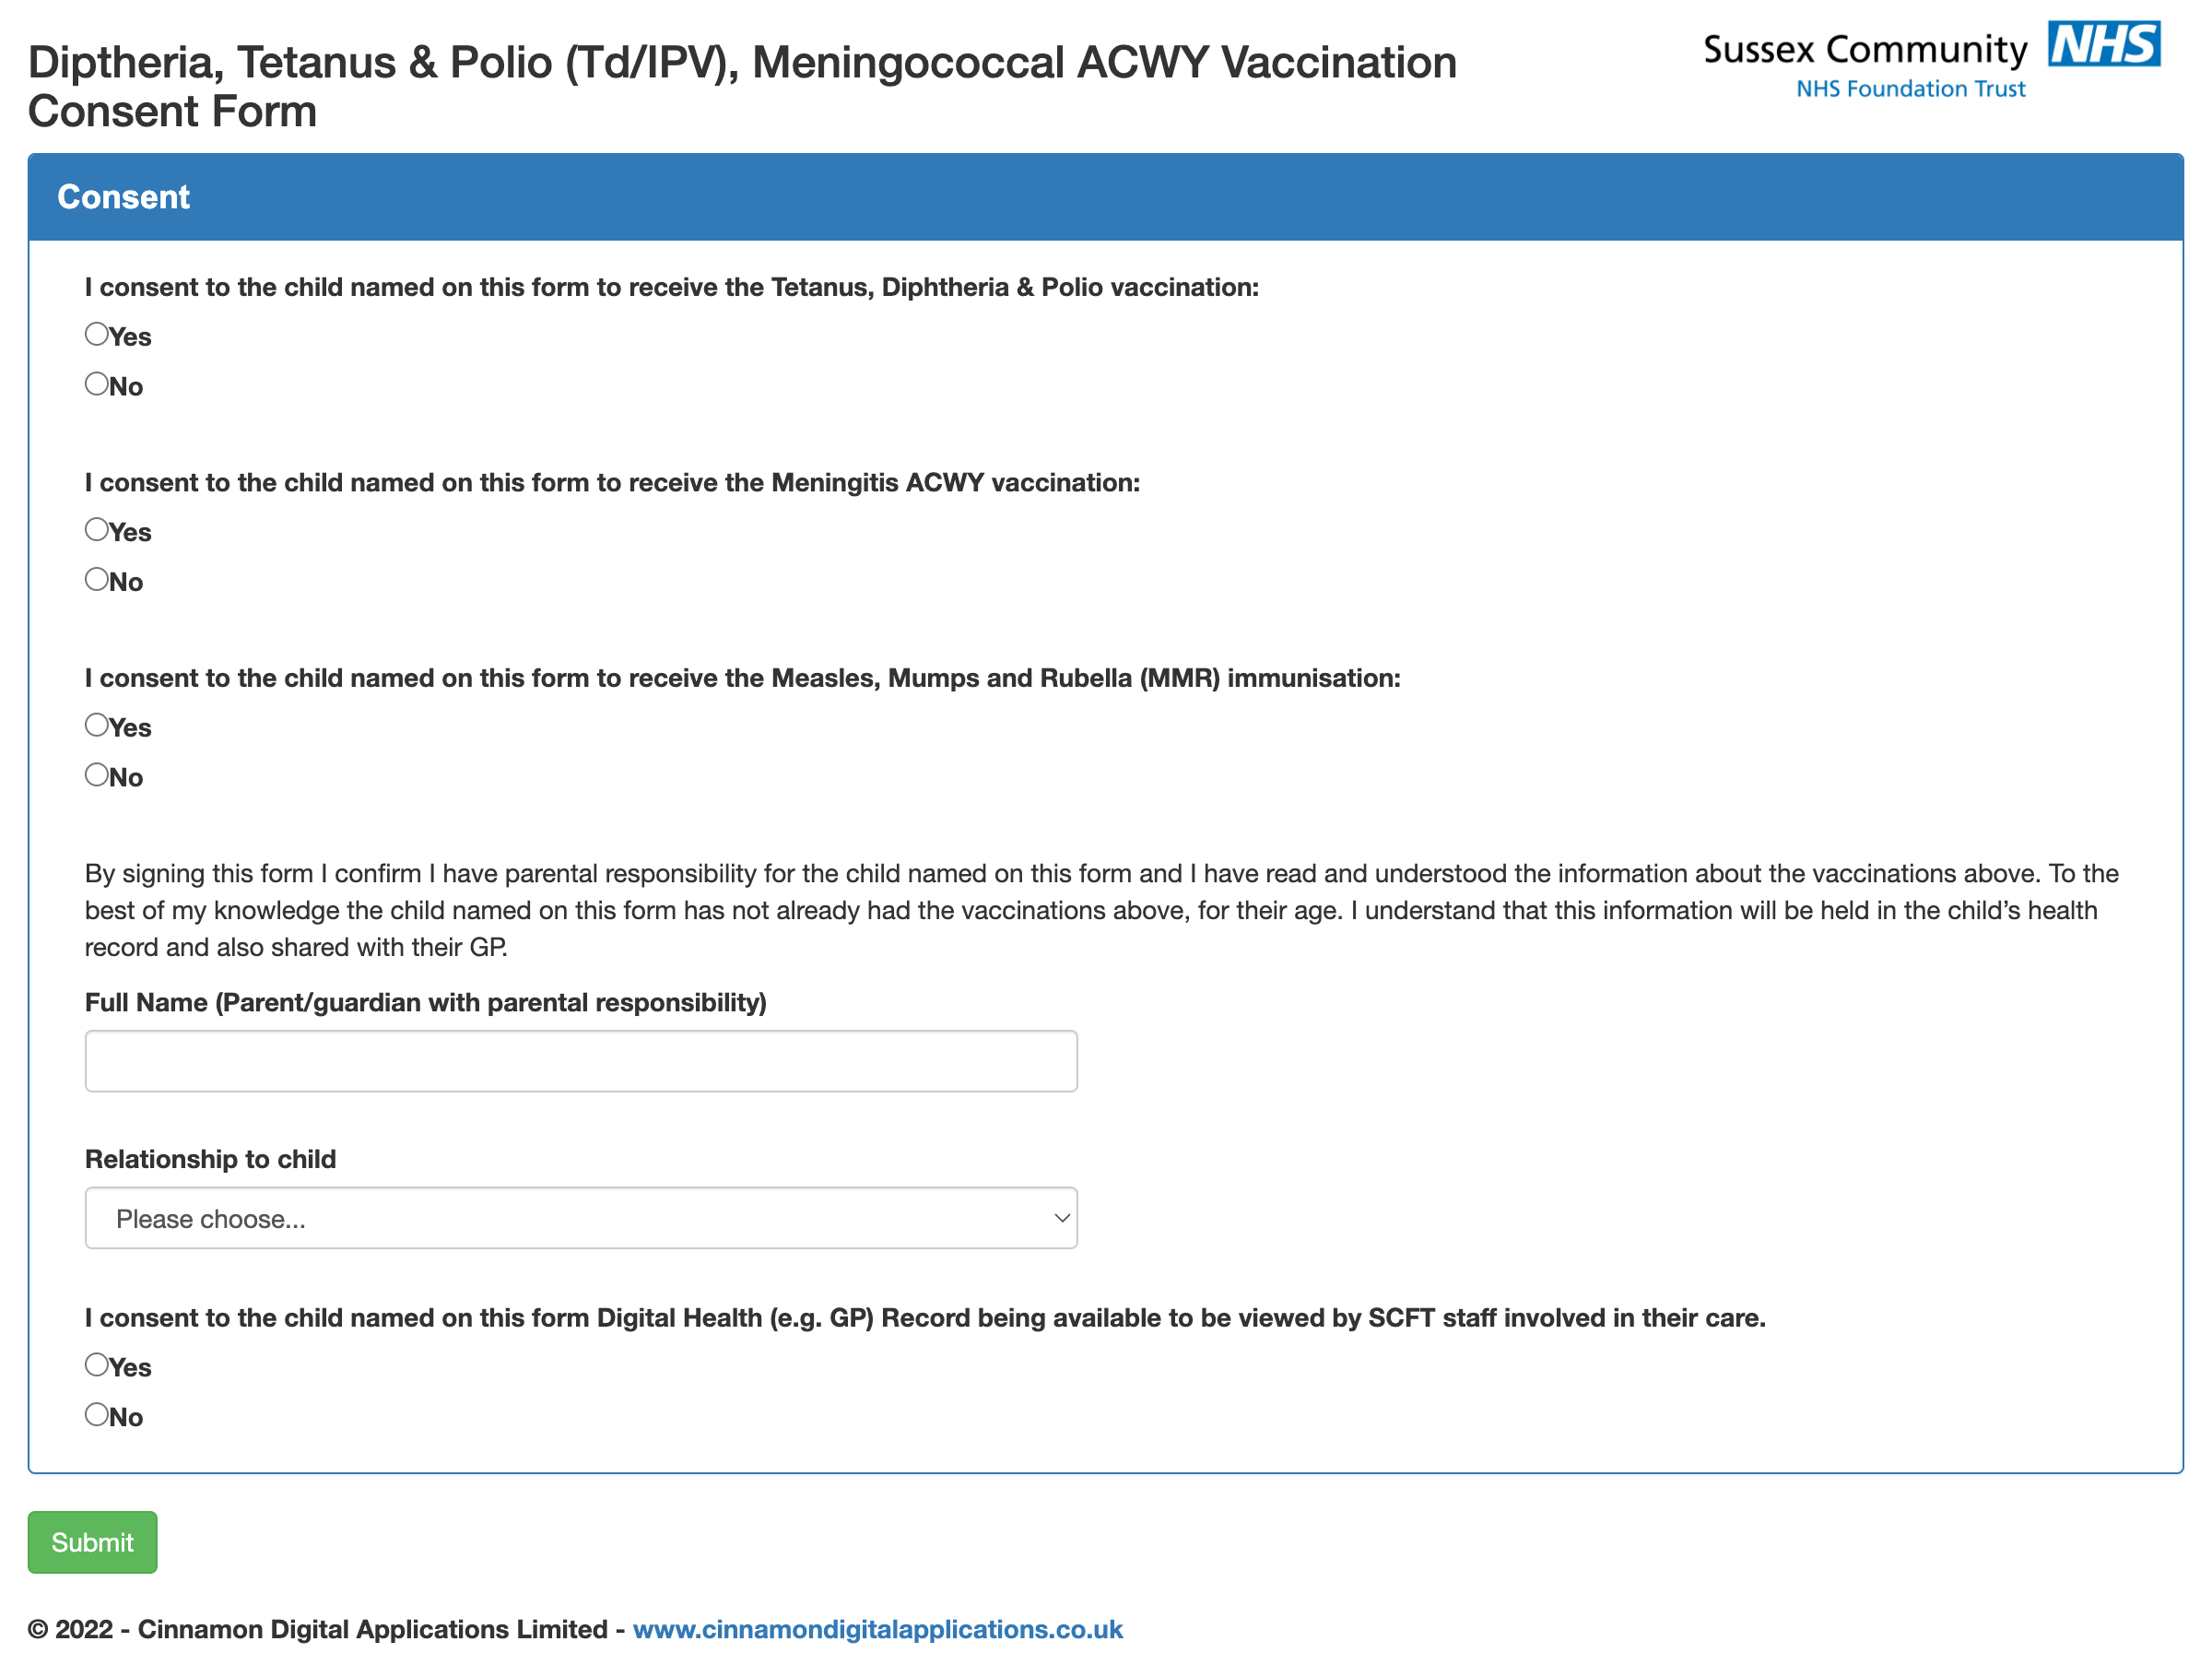 Diptheria, Tetanus & Polio (Td/IPV), Meningococcal ACWY Vaccination
Consent Form
Sussex Community NHS
NHS Foundation Trust
Consent
I consent to the child named on this form to receive the Tetanus, Diphtheria & Polio vaccination:
Yes
No
I consent to the child named on this form to receive the Meningitis ACWY vaccination:
Yes
No
I consent to the child named on this form to receive the Measles, Mumps and Rubella (MMR) immunisation:
Yes
No
By signing this form I confirm I have parental responsibility for the child named on this form and I have read and understood the information about the vaccinations above. To the
best of my knowledge the child named on this form has not already had the vaccinations above, for their age. I understand that this information will be held in the child’s health
record and also shared with their GP.
Full Name (Parent/guardian with parental responsibility)
Relationship to child
Please choose...
I consent to the child named on this form Digital Health (e.g. GP) Record being available to be viewed by SCFT staff involved in their care.
Yes
No
Submit
© 2022 - Cinnamon Digital Applications Limited - www.cinnamondigitalapplications.co.uk